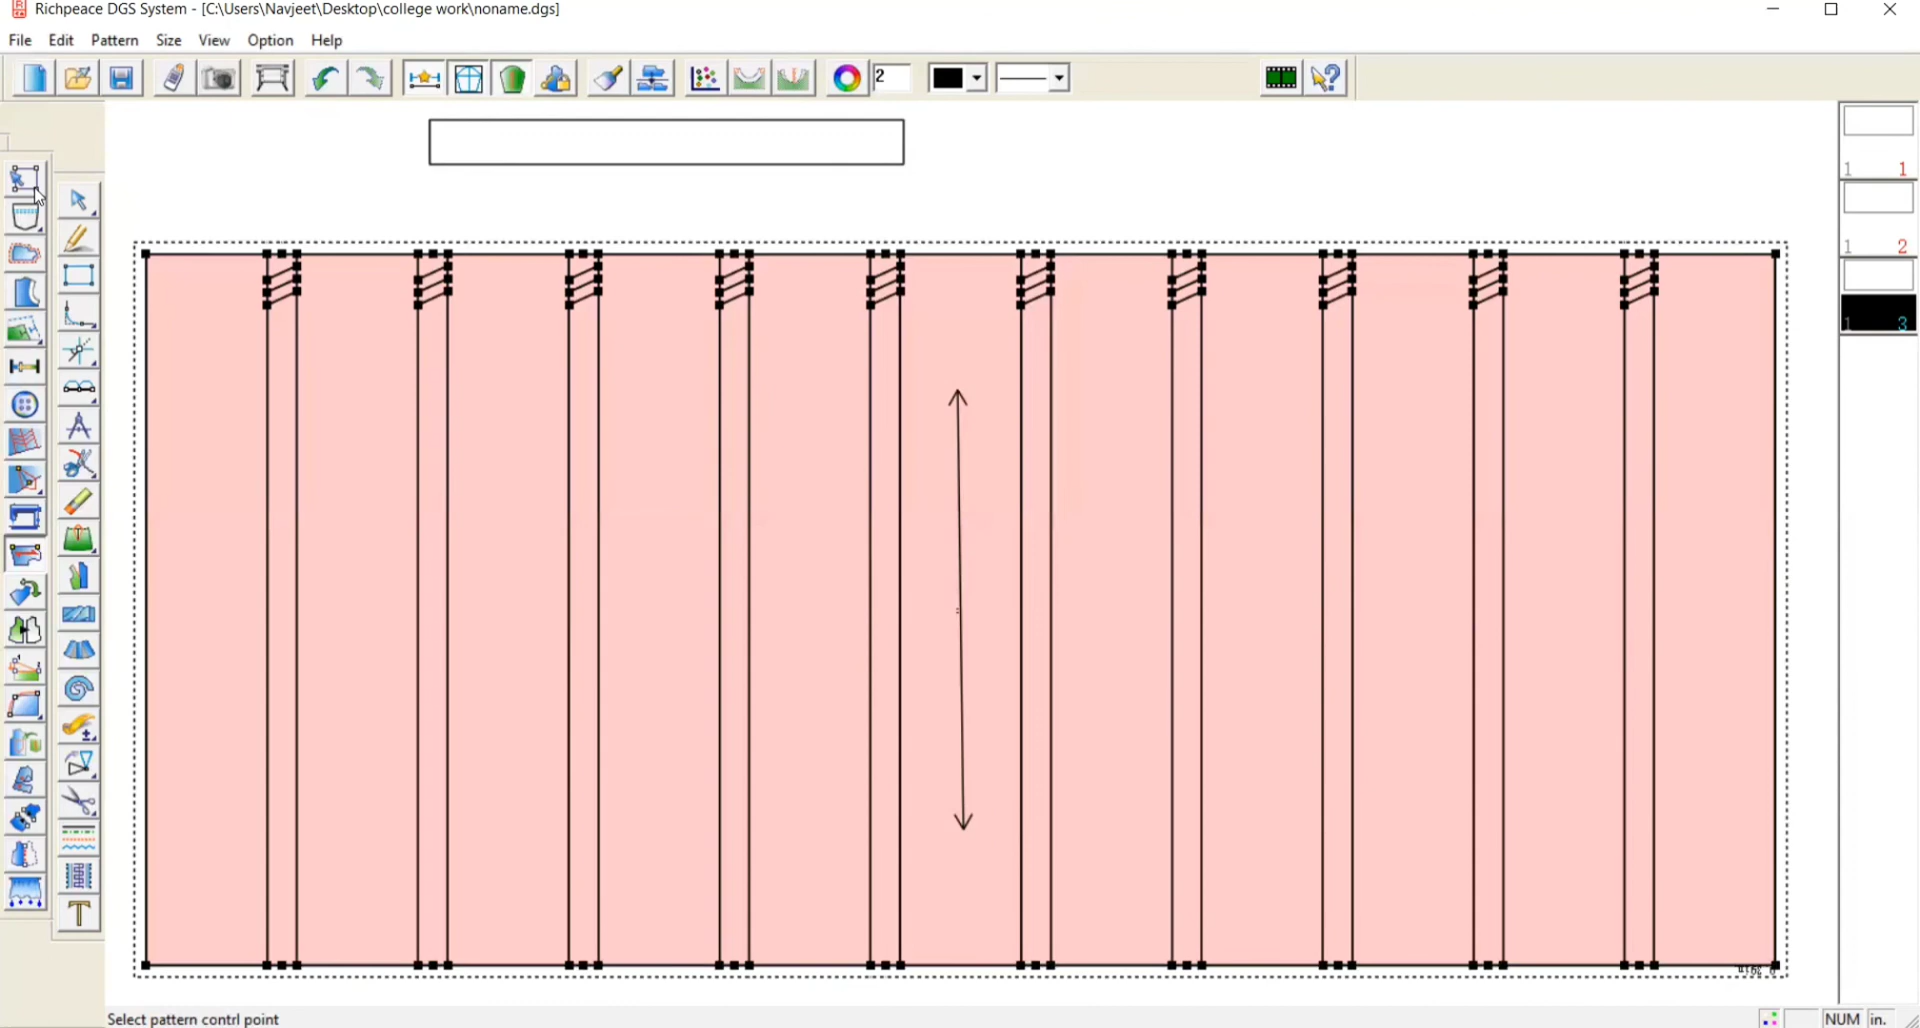 Richpeace DGS System - [C:\Users\Navjeet\Desktop\college work\noname.dgs]
File Edit Pattern Size View Option Help
2
1 1
1 2
1 3
Select pattern contrl point
NUM in.